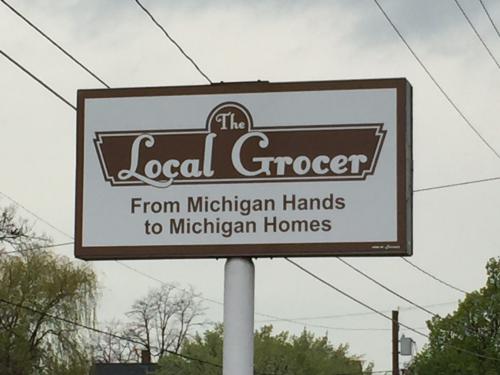 The
Local Grocer
From Michigan Hands
to Michigan Homes